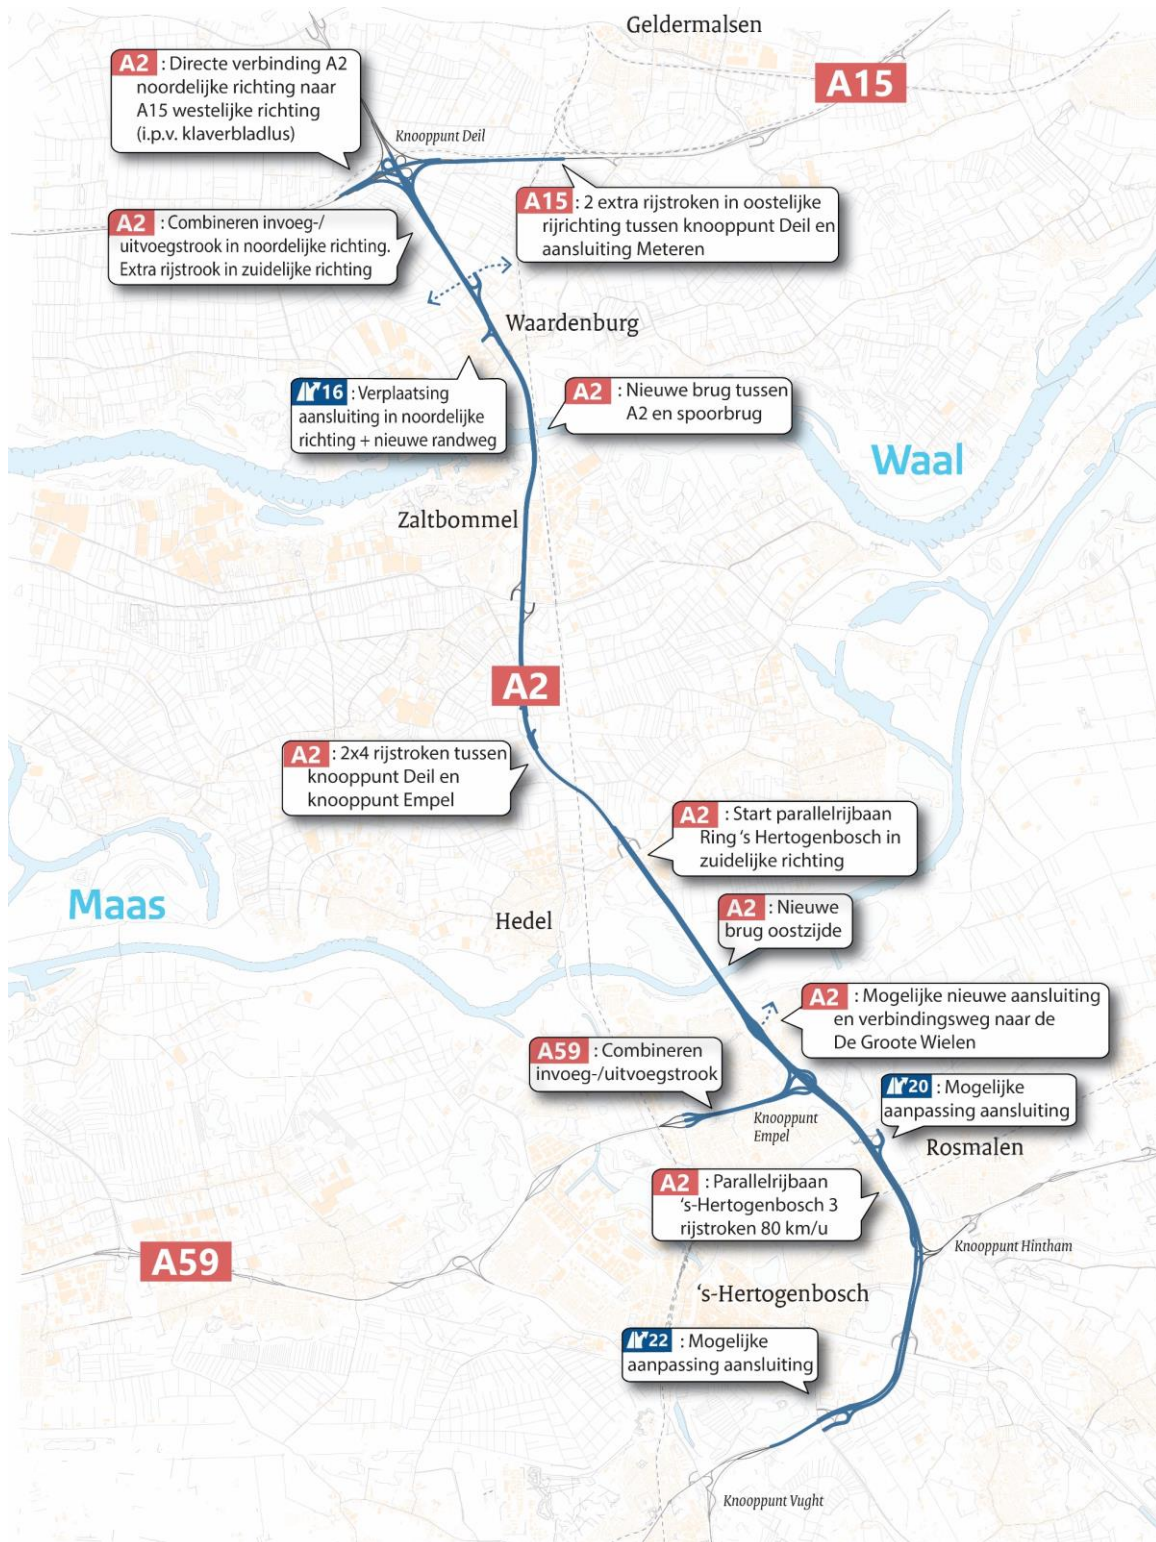 Geldermalsen
A2 : Directe verbinding A2
noordelijke richting naar
A15 westelijke richting
(i.p.v. klaverbladlus)
A15
Knooppunt Deil
A15 : 2 extra rijstroken in oostelijke
rijrichting tussen knooppunt Deil en
aansluiting Meteren
A2 : Combineren invoeg-/
uitvoegstrook in noordelijke richting.
Extra rijstrook in zuidelijke richting
Waardenburg
16 : Verplaatsing
aansluiting in noordelijke
richting + nieuwe randweg
A2 : Nieuwe brug tussen
A2 en spoorbrug
Waal
Zaltbommel
A2
A2 : 2x4 rijstroken tussen
knooppunt Deil en
knooppunt Empel
A2 : Start parallelrijbaan
Ring ‘s Hertogenbosch in
zuidelijke richting
Maas
Hedel
A2 : Nieuwe
brug oostzijde
A2 : Mogelijke nieuwe aansluiting
en verbindingsweg naar de
De Groote Wielen
A59 : Combineren
invoeg-/uitvoegstrook
20 : Mogelijke
aanpassing aansluiting
Knooppunt
Empel
Rosmalen
A2 : Parallelrijbaan
‘s-Hertogenbosch 3
rijstroken 80 km/u
Knooppunt Hintham
A59
‘s-Hertogenbosch
22 : Mogelijke
aanpassing aansluiting
Knooppunt Vught